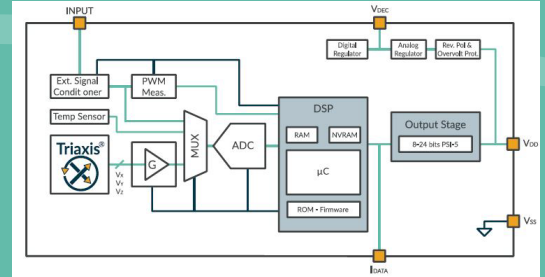 INPUT
VDEC
Digital
Regulator
Analog
Regulator
Rev. Pol &
Overvolt Prot.
Ext. Signal
Condit oner
PWM
Meas.
Temp Sensor
Triaxis®
VX
VY
VZ
G
MUX
ADC
DSP
RAM
NVRAM
µC
ROM - Firmware
Output Stage
8-24 bits PSI-5
VDD
VSS
IDATA